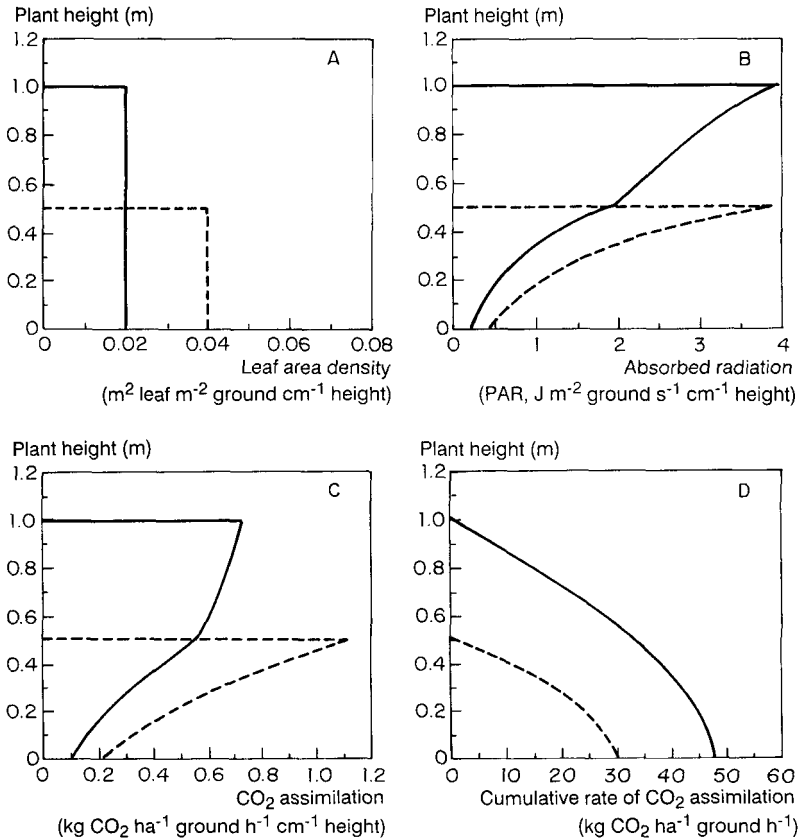 Plant height (m)
1.2
1.0
0.8
0.6
0.4
0.2
0
A
0 0.02 0.04 0.06 0.08
Leaf area density
(m² leaf m⁻² ground cm⁻¹ height)
Plant height (m)
1.2
1.0
0.8
0.6
0.4
0.2
0
B
0 1 2 3 4
Absorbed radiation
(PAR, J m⁻² ground s⁻¹ cm⁻¹ height)
Plant height (m)
1.2
1.0
0.8
0.6
0.4
0.2
0
C
0 0.2 0.4 0.6 0.8 1.0 1.2
CO₂ assimilation
(kg CO₂ ha⁻¹ ground h⁻¹ cm⁻¹ height)
Plant height (m)
1.2
1.0
0.8
0.6
0.4
0.2
0
D
0 10 20 30 40 50 60
Cumulative rate of CO₂ assimilation
(kg CO₂ ha⁻¹ ground h⁻¹)